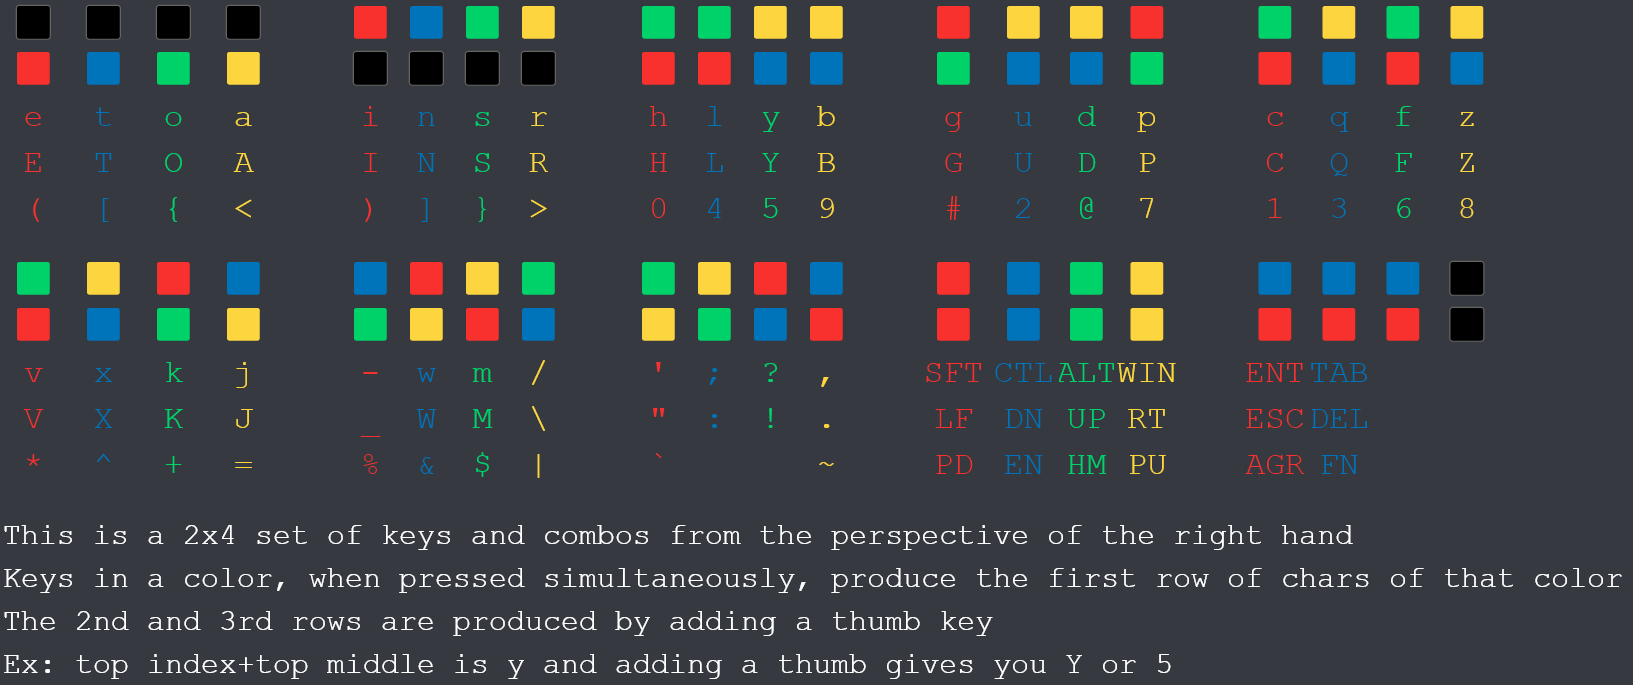 e t o a i n s r h l y b g u d p c q f z
E T O A I N S R H L Y B G U D P C Q F Z
( [ { < ) ] } > 0 4 5 9 # 2 @ 7 1 3 6 8
v x k j - w m / ' ; ? , SFT CTL ALT WIN ENT TAB
V X K J _ W M \ " : ! . LF DN UP RT ESC DEL
* ^ + = % & $ | ` ~ PD EN HM PU AGR FN
This is a 2x4 set of keys and combos from the perspective of the right hand
Keys in a color, when pressed simultaneously, produce the first row of chars of that color
The 2nd and 3rd rows are produced by adding a thumb key
Ex: top index+top middle is y and adding a thumb gives you Y or 5